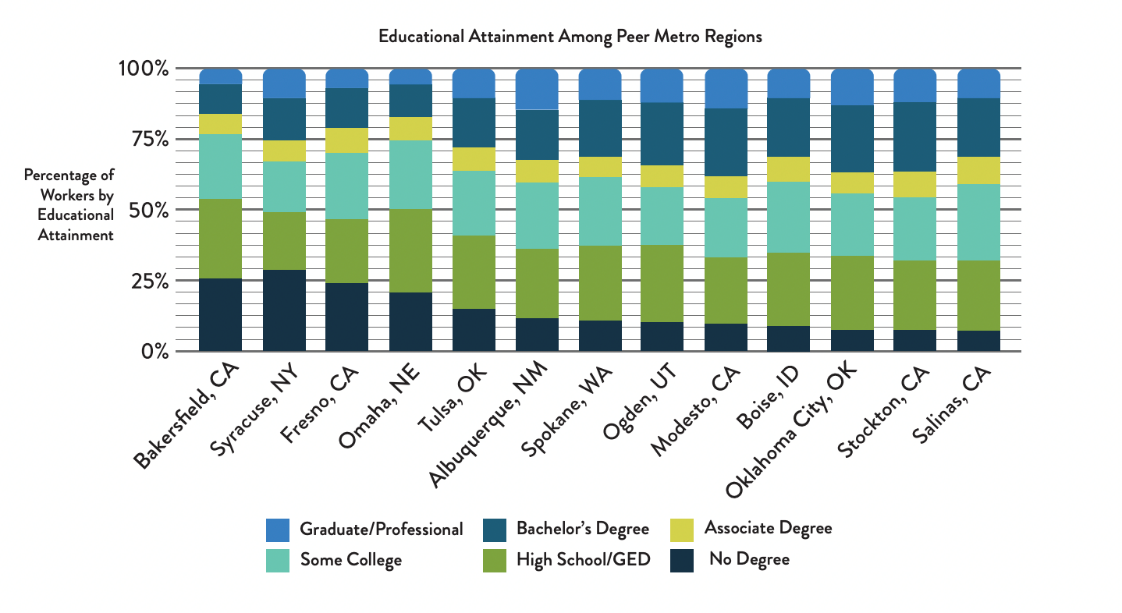 Educational Attainment Among Peer Metro Regions
100%
75%
50%
25%
0%
Percentage of
Workers by
Educational
Attainment
Bakersfield, CA
Syracuse, NY
Fresno, CA
Omaha, NE
Tulsa, OK
Albuquerque, NM
Spokane, WA
Ogden, UT
Modesto, CA
Boise, ID
Oklahoma City, OK
Stockton, CA
Salinas, CA
Graduate/Professional
Bachelor’s Degree
Associate Degree
Some College
High School/GED
No Degree